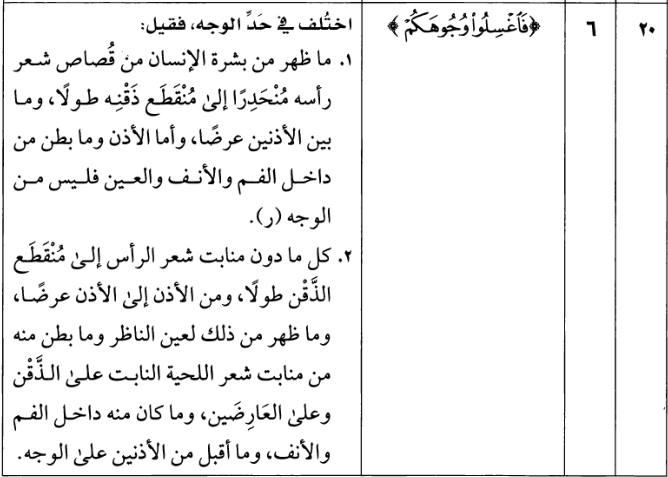 ٢٠
٦
﴿فَٱغۡسِلُواْ وُجُوهَكُمۡ﴾
اختُلف في حَدِّ الوجه، فقيل:
١. ما ظهر من بشرة الإنسان من قُصاص شعر
رأسه مُنْحَدِرًا إلىٰ مُنْقَطَع ذَقْنِه طولًا، وما
بين الأذنين عرضًا، وأما الأذن وما بطن من
داخل الفم والأنف والعين فليس من
الوجه (ر).
٢. كل ما دون منابت شعر الرأس إلىٰ مُنْقَطَع
الذَّقْن طولًا، ومن الأذن إلىٰ الأذن عرضًا،
وما ظهر من ذلك لعين الناظر وما بطن منه
من منابت شعر اللحية النابت علىٰ الذَّقْن
وعلىٰ العَارِضَين، وما كان منه داخل الفم
والأنف، وما أقبل من الأذنين علىٰ الوجه.